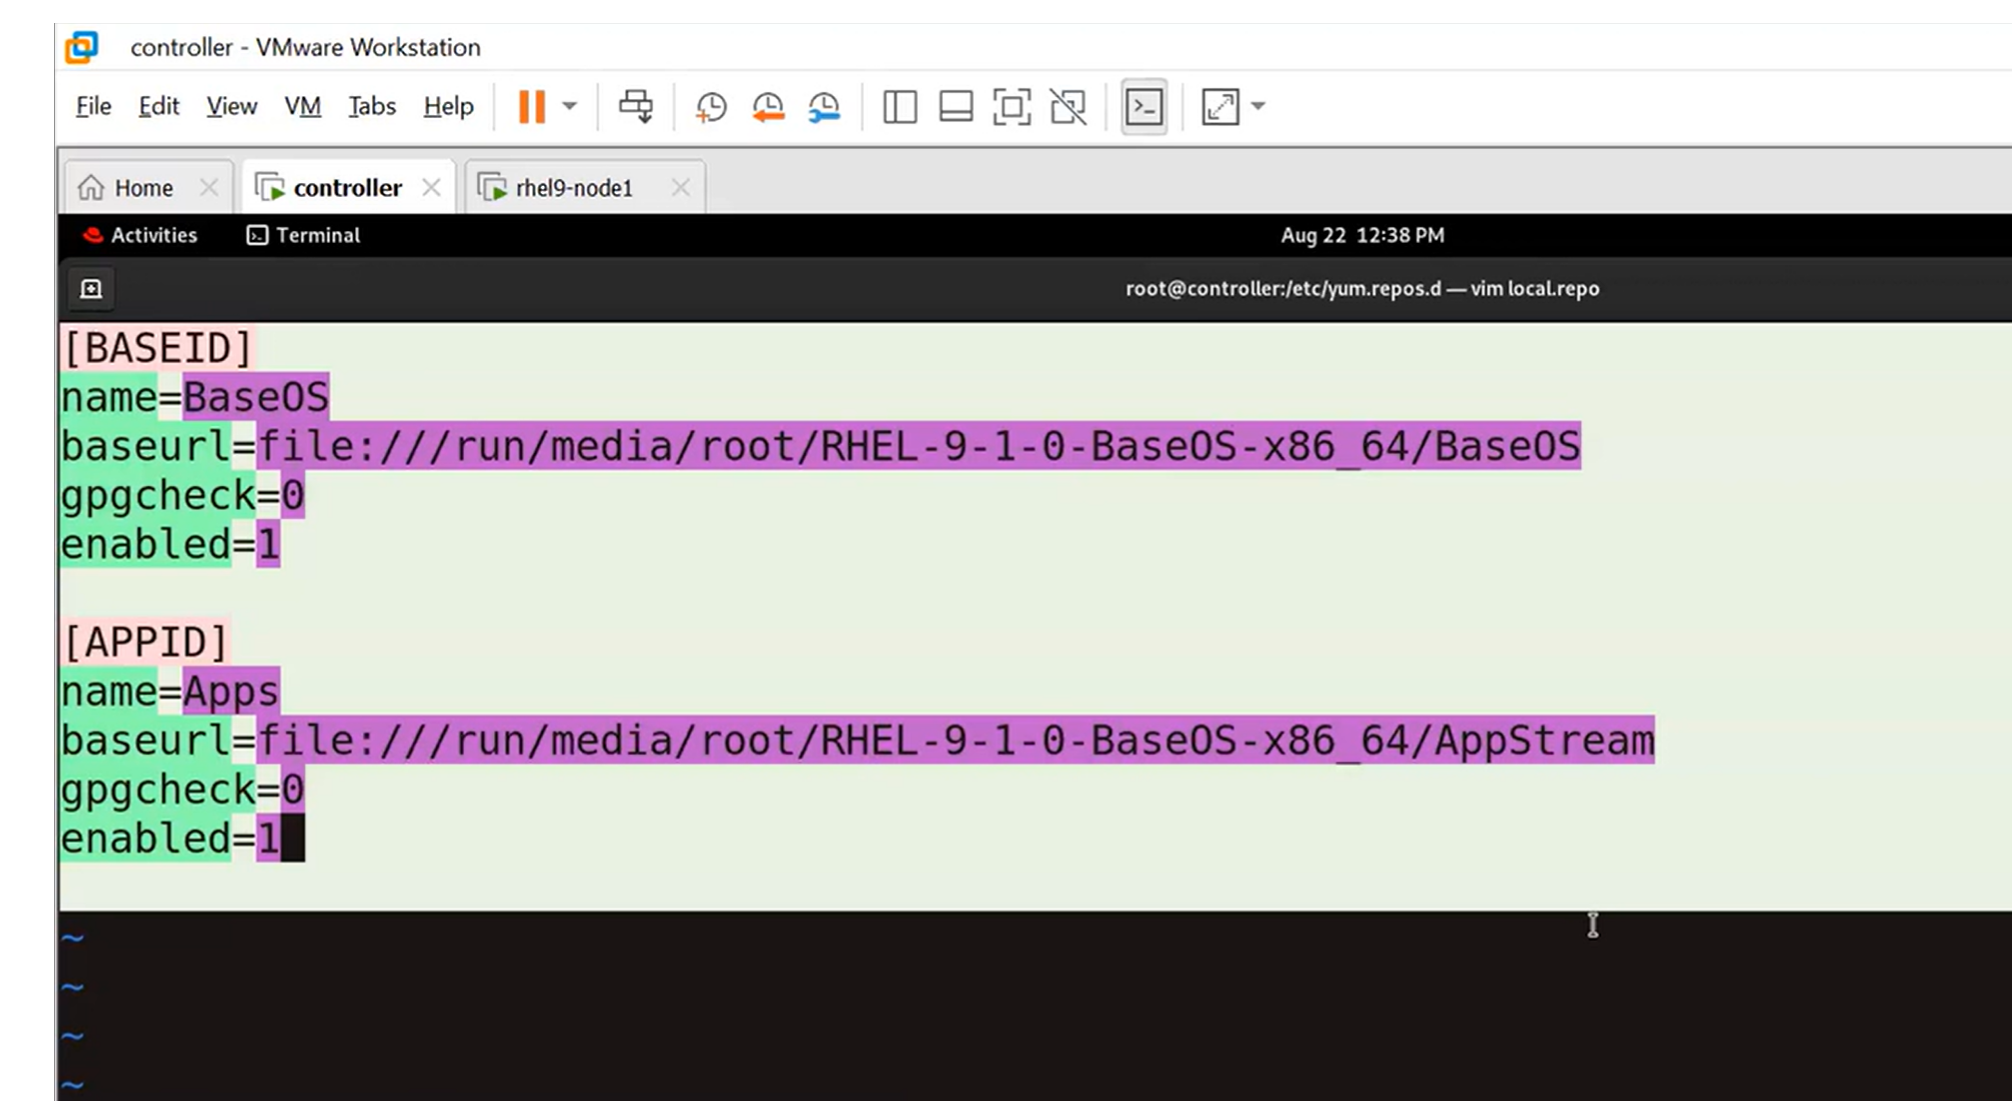 controller - VMware Workstation
File Edit View VM Tabs Help
Home controller rhel9-node1
Activities Terminal Aug 22 12:38 PM
root@controller:/etc/yum.repos.d — vim local.repo
[BASEID]
name=BaseOS
baseurl=file:///run/media/root/RHEL-9-1-0-BaseOS-x86_64/BaseOS
gpgcheck=0
enabled=1
[APPID]
name=Apps
baseurl=file:///run/media/root/RHEL-9-1-0-BaseOS-x86_64/AppStream
gpgcheck=0
enabled=1
~
~
~
~